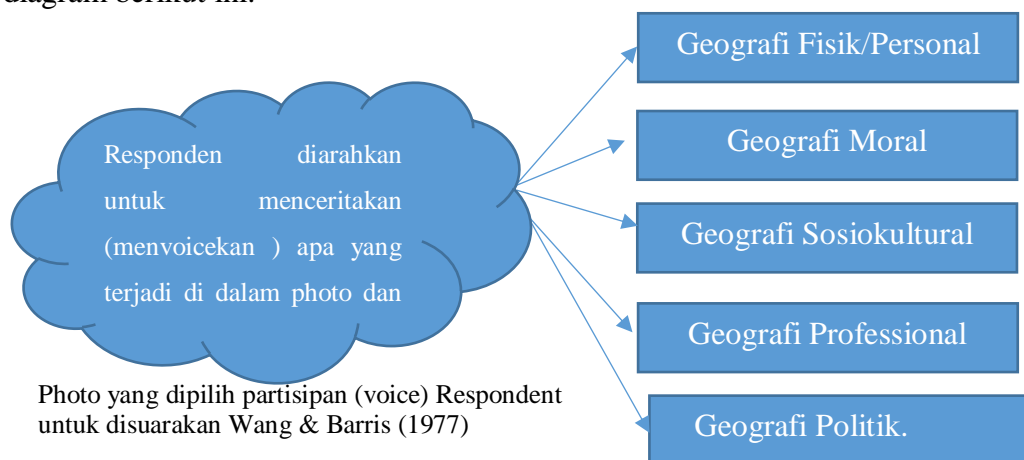 diagram berikut ini.
Geografi Fisik/Personal
Geografi Moral
Geografi Sosiokultural
Geografi Professional
Geografi Politik.
Responden diarahkan
untuk menceritakan
(menvoicekan ) apa yang
terjadi di dalam photo dan
Photo yang dipilih partisipan (voice) Respondent
untuk disuarakan Wang & Barris (1977)